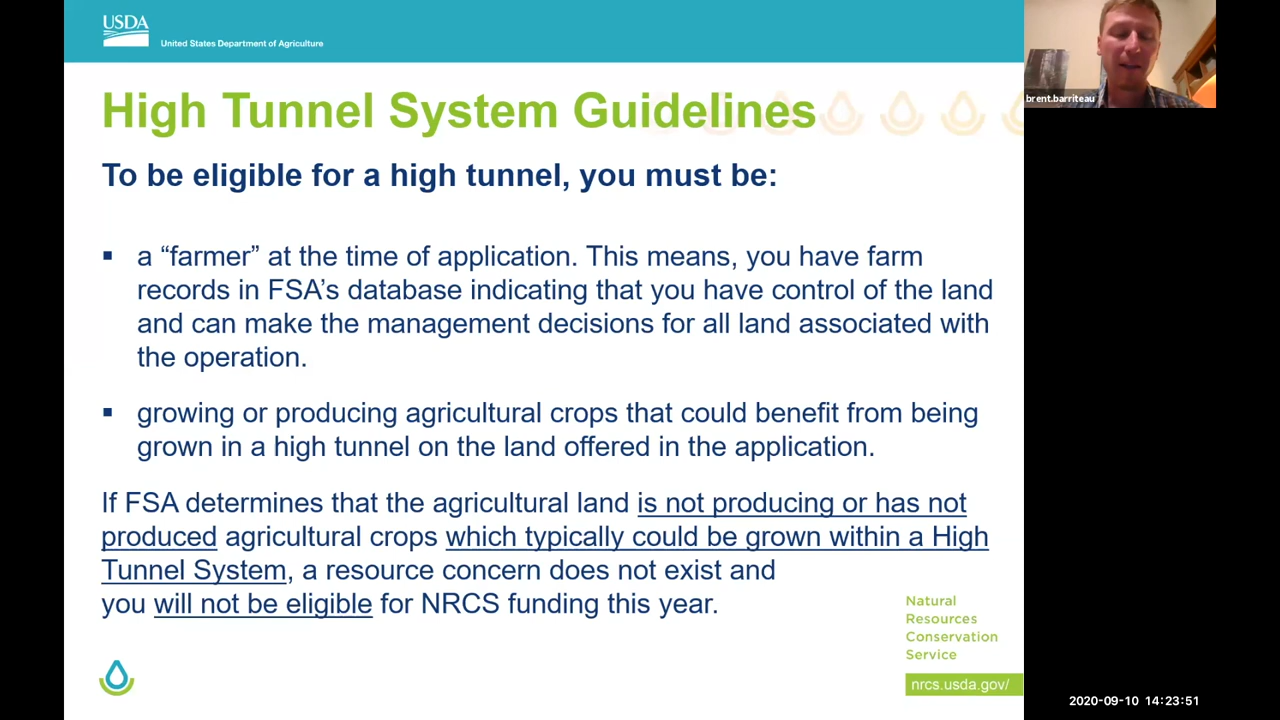 USDA
United States Department of Agriculture
High Tunnel System Guidelines
To be eligible for a high tunnel, you must be:
▪ a “farmer” at the time of application. This means, you have farm
records in FSA’s database indicating that you have control of the land
and can make the management decisions for all land associated with
the operation.
▪ growing or producing agricultural crops that could benefit from being
grown in a high tunnel on the land offered in the application.
If FSA determines that the agricultural land is not producing or has not
produced agricultural crops which typically could be grown within a High
Tunnel System, a resource concern does not exist and
you will not be eligible for NRCS funding this year.
Natural
Resources
Conservation
Service
nrcs.usda.gov/
brent.barriteau
2020-09-10 14:23:51